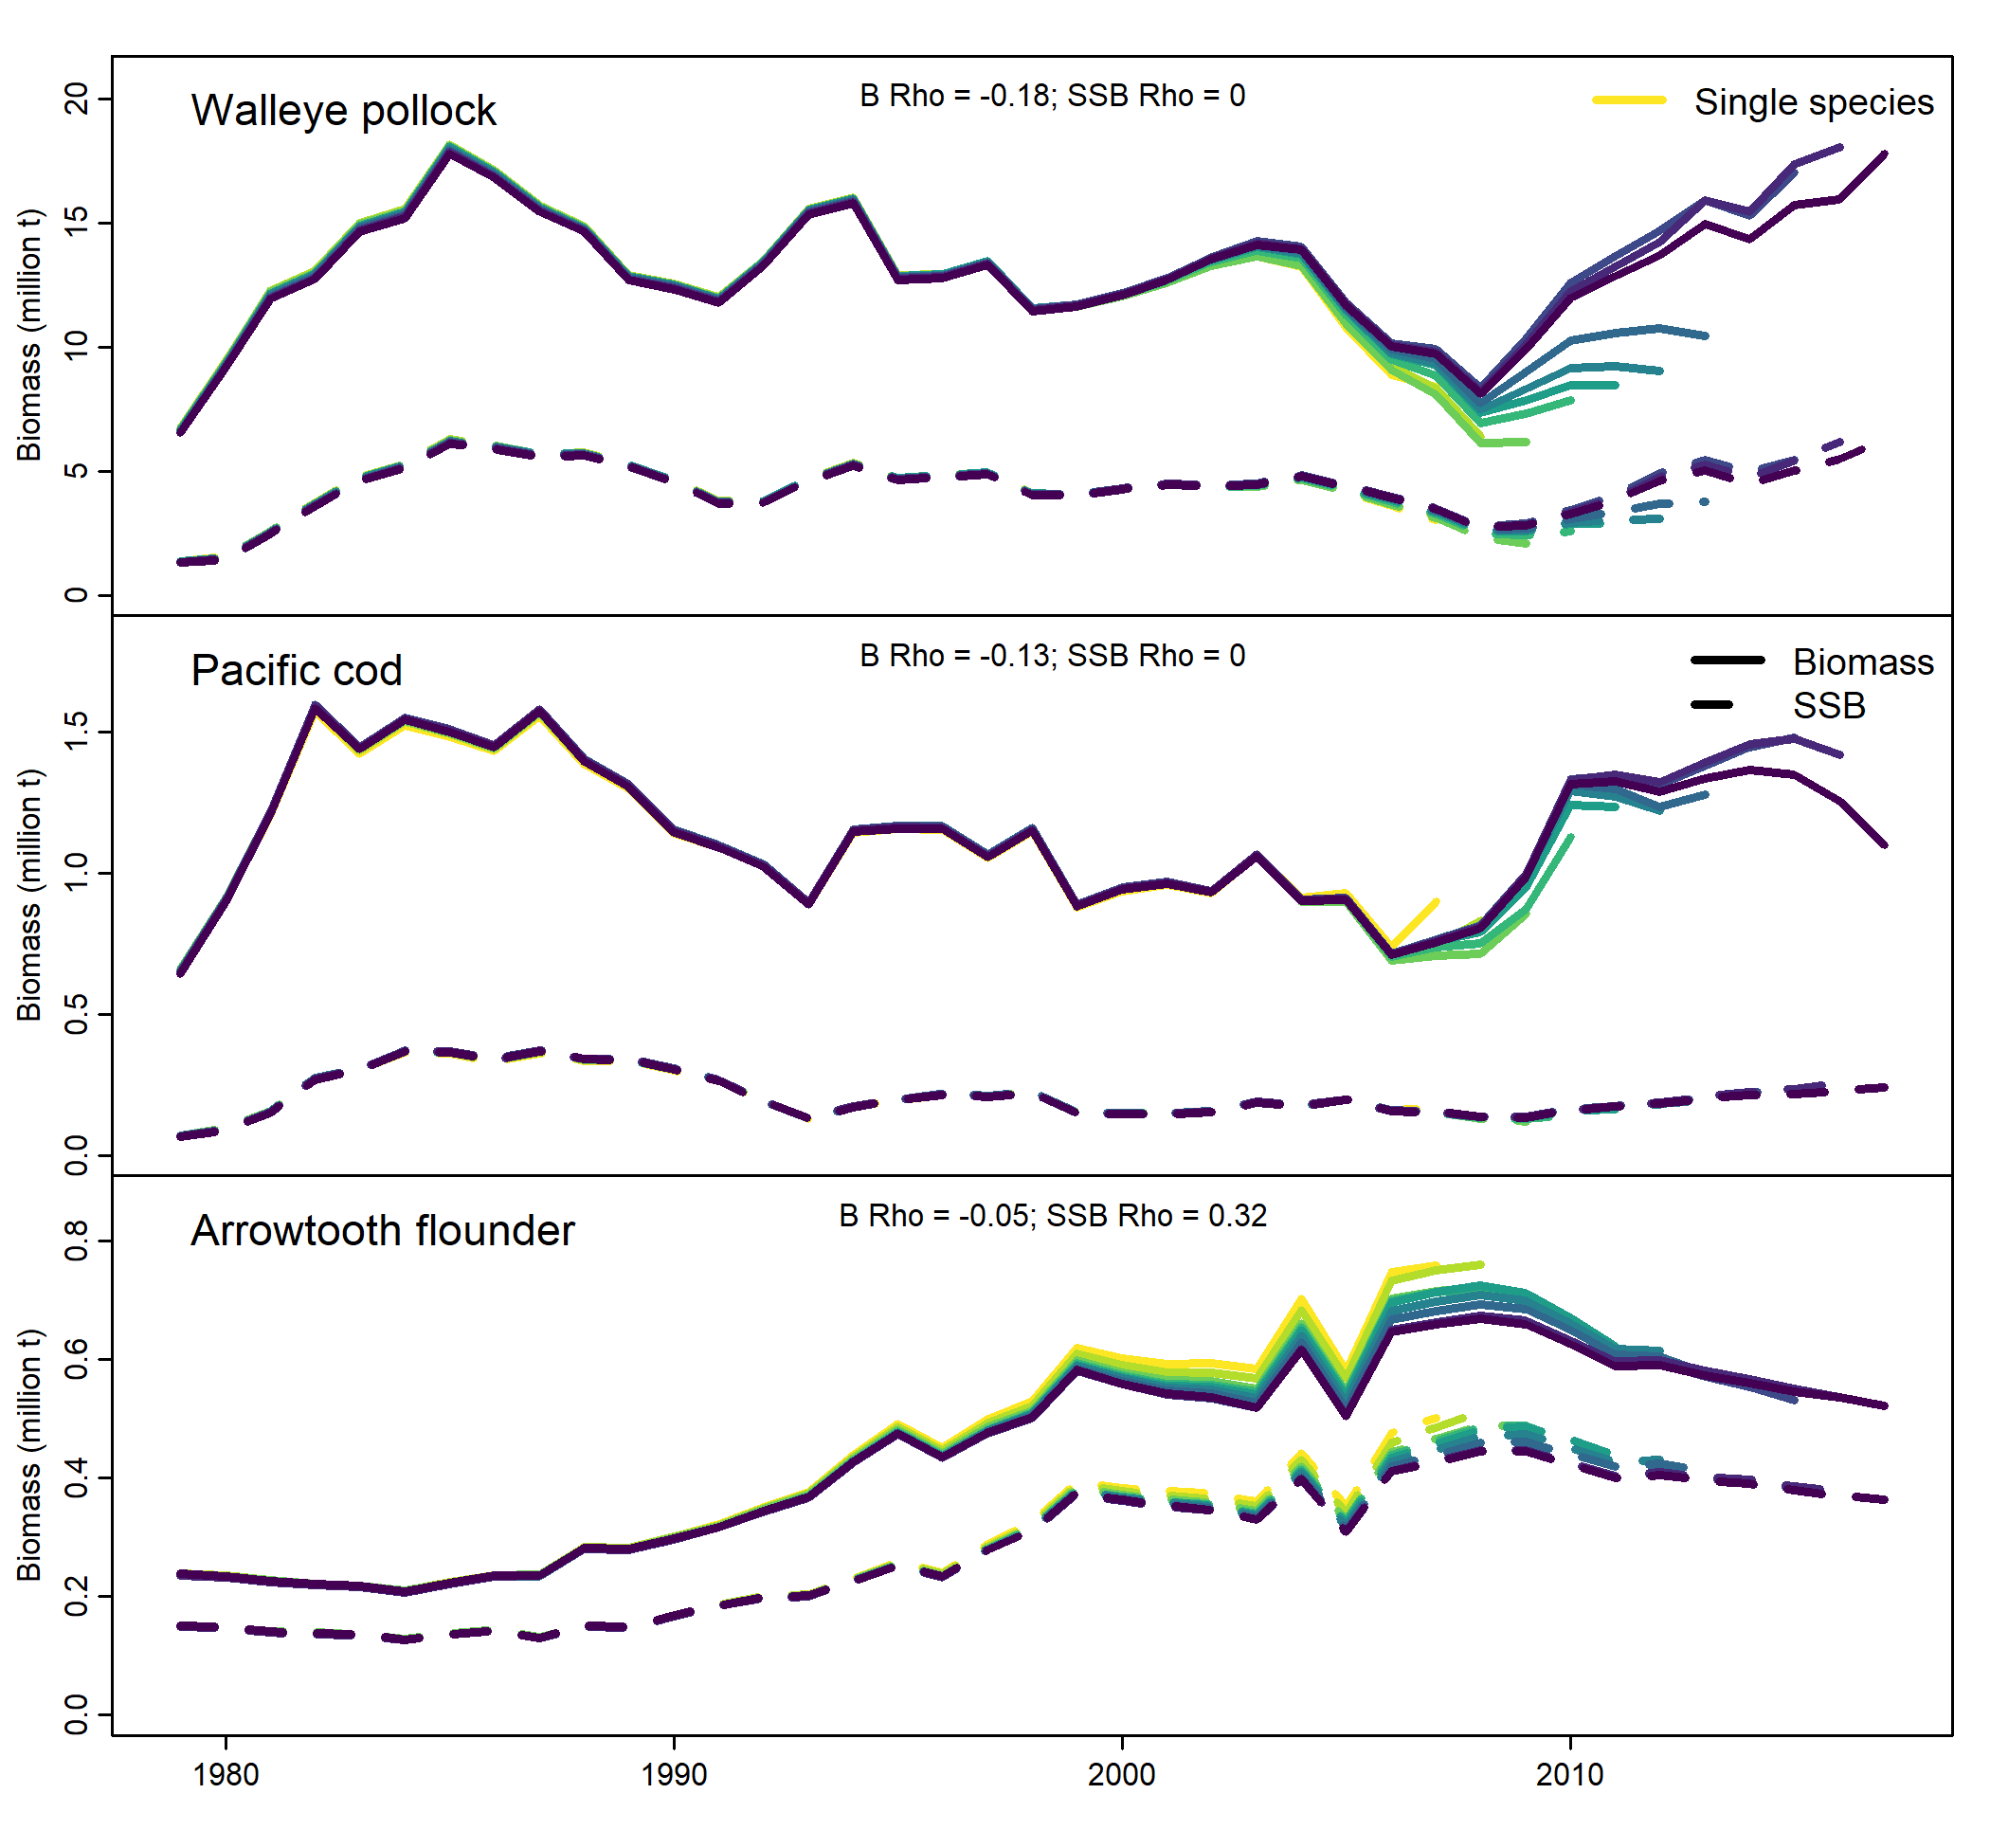 Walleye pollock
B Rho = -0.18; SSB Rho = 0
Single species
Biomass (million t)
20
15
10
5
0
Pacific cod
B Rho = -0.13; SSB Rho = 0
Biomass
SSB
Biomass (million t)
1.5
1.0
0.5
0.0
Arrowtooth flounder
B Rho = -0.05; SSB Rho = 0.32
Biomass (million t)
0.8
0.6
0.4
0.2
0.0
1980 1990 2000 2010